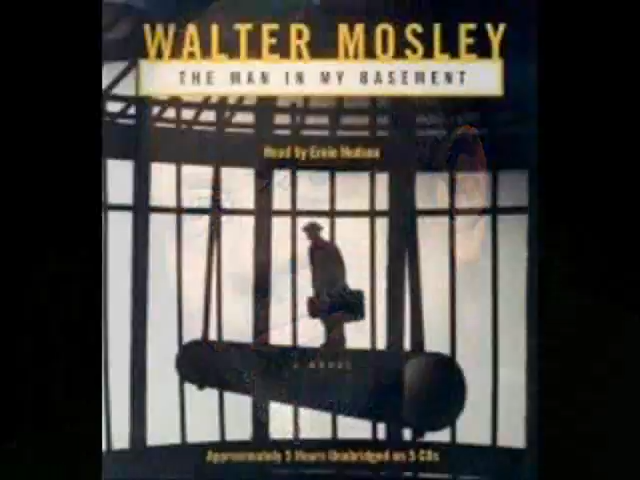 WALTER MOSLEY
THE MAN IN MY BASEMENT
Read by Ernie Hudson
A NOVEL
Approximately 5 Hours Unabridged on 5 CDs